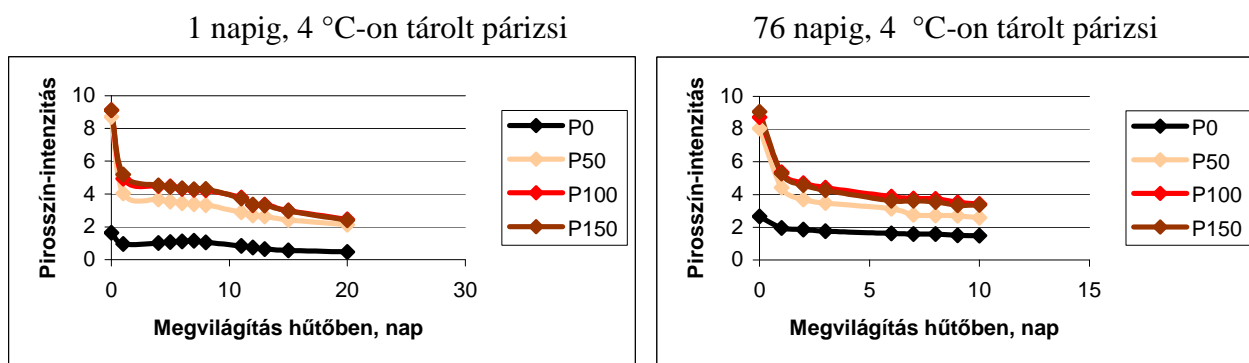 1 napig, 4 °C-on tárolt párizsi
Pirosszín-intenzitás
10
8
6
4
2
0
0
10
20
30
Megvilágítás hűtőben, nap
P0
P50
P100
P150
76 napig, 4 °C-on tárolt párizsi
Pirosszín-intenzitás
10
8
6
4
2
0
0
5
10
15
Megvilágítás hűtőben, nap
P0
P50
P100
P150